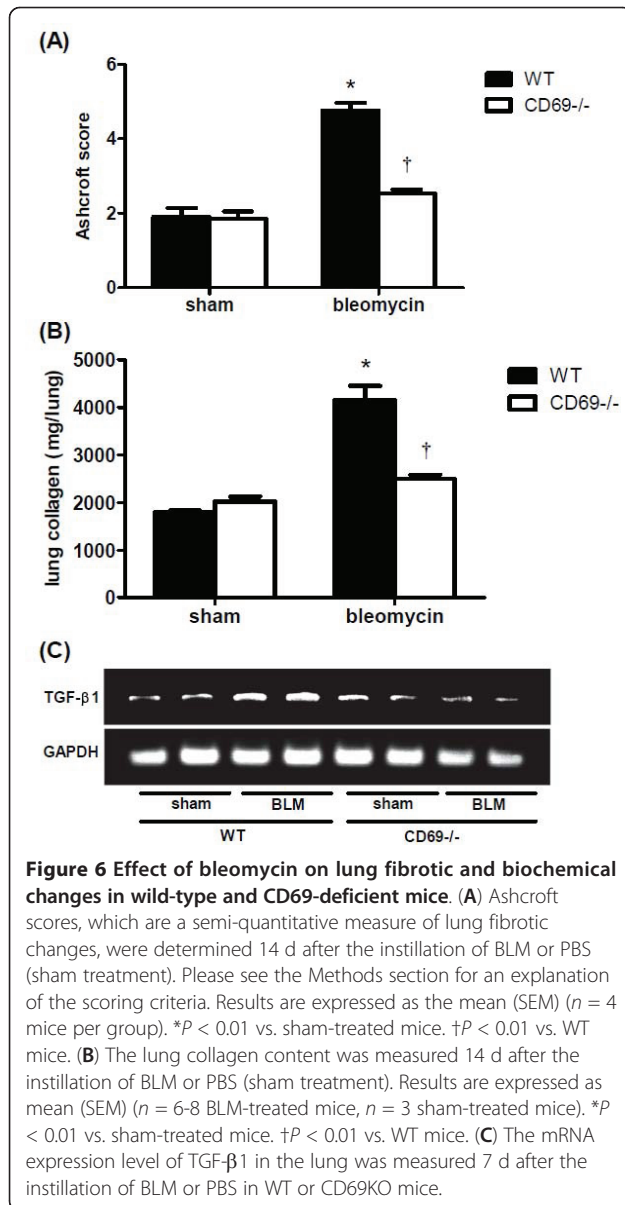 (A)
6
4
2
0
Ashcroft score
*
†
WT
CD69-/-
sham
bleomycin
(B)
5000
4000
3000
2000
1000
0
lung collagen (mg/lung)
*
†
WT
CD69-/-
sham
bleomycin
(C)
TGF-β1
GAPDH
sham BLM sham BLM
WT CD69-/-
Figure 6 Effect of bleomycin on lung fibrotic and biochemical
changes in wild-type and CD69-deficient mice. (A) Ashcroft
scores, which are a semi-quantitative measure of lung fibrotic
changes, were determined 14 d after the instillation of BLM or PBS
(sham treatment). Please see the Methods section for an explanation
of the scoring criteria. Results are expressed as the mean (SEM) (n = 4
mice per group). *P < 0.01 vs. sham-treated mice. †P < 0.01 vs. WT
mice. (B) The lung collagen content was measured 14 d after the
instillation of BLM or PBS (sham treatment). Results are expressed as
mean (SEM) (n = 6-8 BLM-treated mice, n = 3 sham-treated mice). *P
< 0.01 vs. sham-treated mice. †P < 0.01 vs. WT mice. (C) The mRNA
expression level of TGF-β1 in the lung was measured 7 d after the
instillation of BLM or PBS in WT or CD69KO mice.